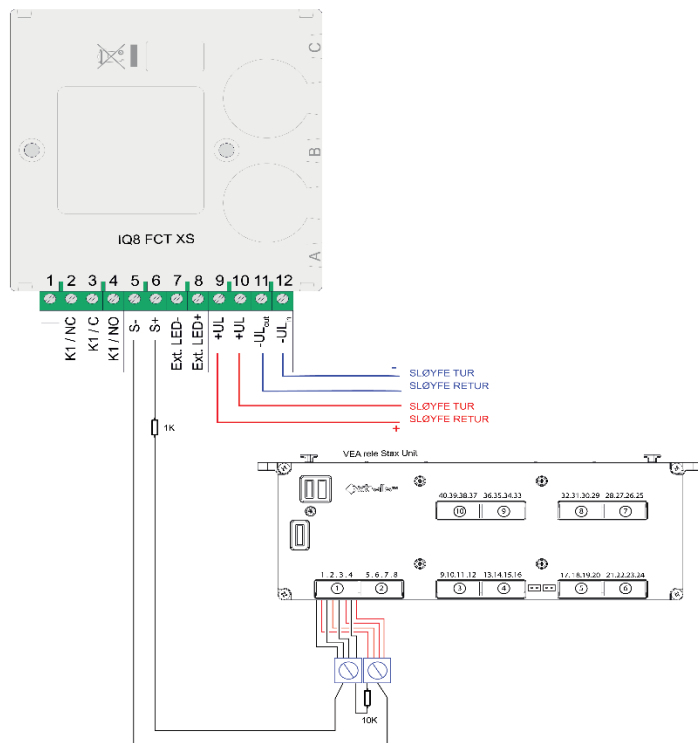 C
B
A
IQ8 FCT XS
1 2 3 4 5 6 7 8 9 10 11 12
K1 / NC
K1 / C
K1 / NO
S-
S+
Ext. LED-
Ext. LED+
+UL
+UL
-ULout
-ULin
-
SLØYFE TUR
SLØYFE RETUR
SLØYFE TUR
SLØYFE RETUR
+
1K
VEA rele Stax Unit
40.39.38.37 36.35.34.33
32.31.30.29 28.27.26.25
10 9
8 7
1 . 2 . 3 . 4 5 . 6 . 7 . 8
9.10.11.12 13.14.15.16
17.18.19.20 21.22.23.24
1 2
3 4
5 6
10K